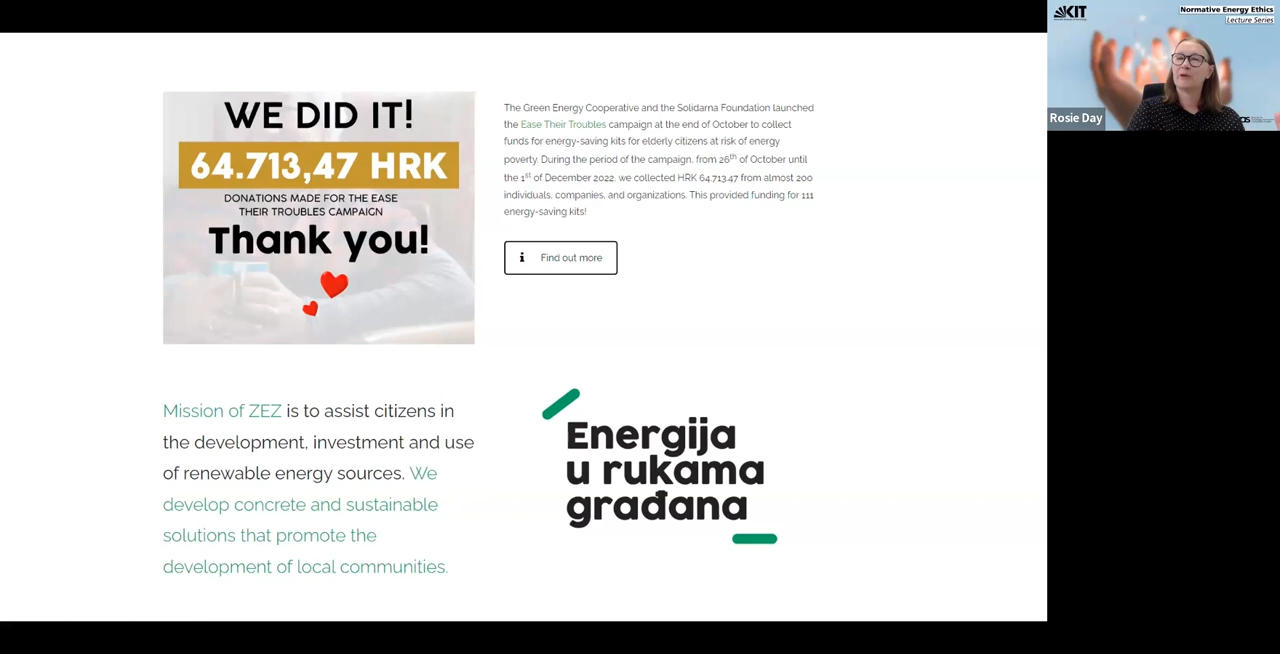 WE DID IT!
64.713,47 HRK
DONATIONS MADE FOR THE EASE
THEIR TROUBLES CAMPAIGN
Thank you!
The Green Energy Cooperative and the Solidarna Foundation launched
the Ease Their Troubles campaign at the end of October to collect
funds for energy-saving kits for elderly citizens at risk of energy
poverty. During the period of the campaign, from 26th of October until
the 1st of December 2022, we collected HRK 64.713,47 from almost 200
individuals, companies, and organizations. This provided funding for 111
energy-saving kits!
Find out more
Mission of ZEZ is to assist citizens in
the development, investment and use
of renewable energy sources. We
develop concrete and sustainable
solutions that promote the
development of local communities.
Energija
u rukama
građana
KIT
Normative Energy Ethics
Lecture Series
Rosie Day